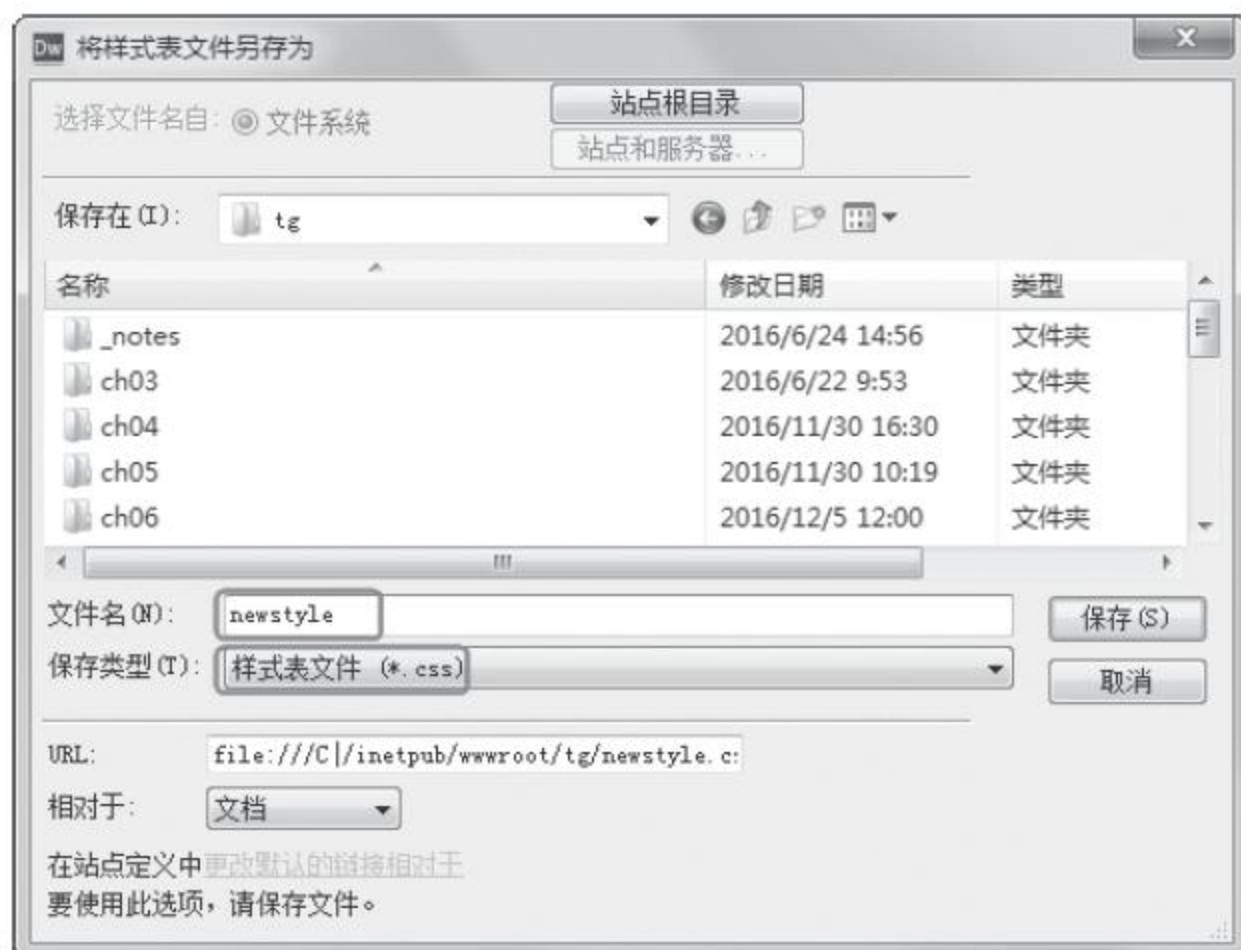 Dw 将样式表文件另存为
选择文件名自: 文件系统
站点根目录
站点和服务器...
保存在(I): tg
名称 修改日期 类型
_notes 2016/6/24 14:56 文件夹
ch03 2016/6/22 9:53 文件夹
ch04 2016/11/30 16:30 文件夹
ch05 2016/11/30 10:19 文件夹
ch06 2016/12/5 12:00 文件夹
文件名(N): newstyle 保存(S)
保存类型(T): 样式表文件 (*.css) 取消
URL: file:///C|/inetpub/wwwroot/tg/newstyle.c
相对于: 文档
在站点定义中更改默认的链接相对于
要使用此选项，请保存文件。